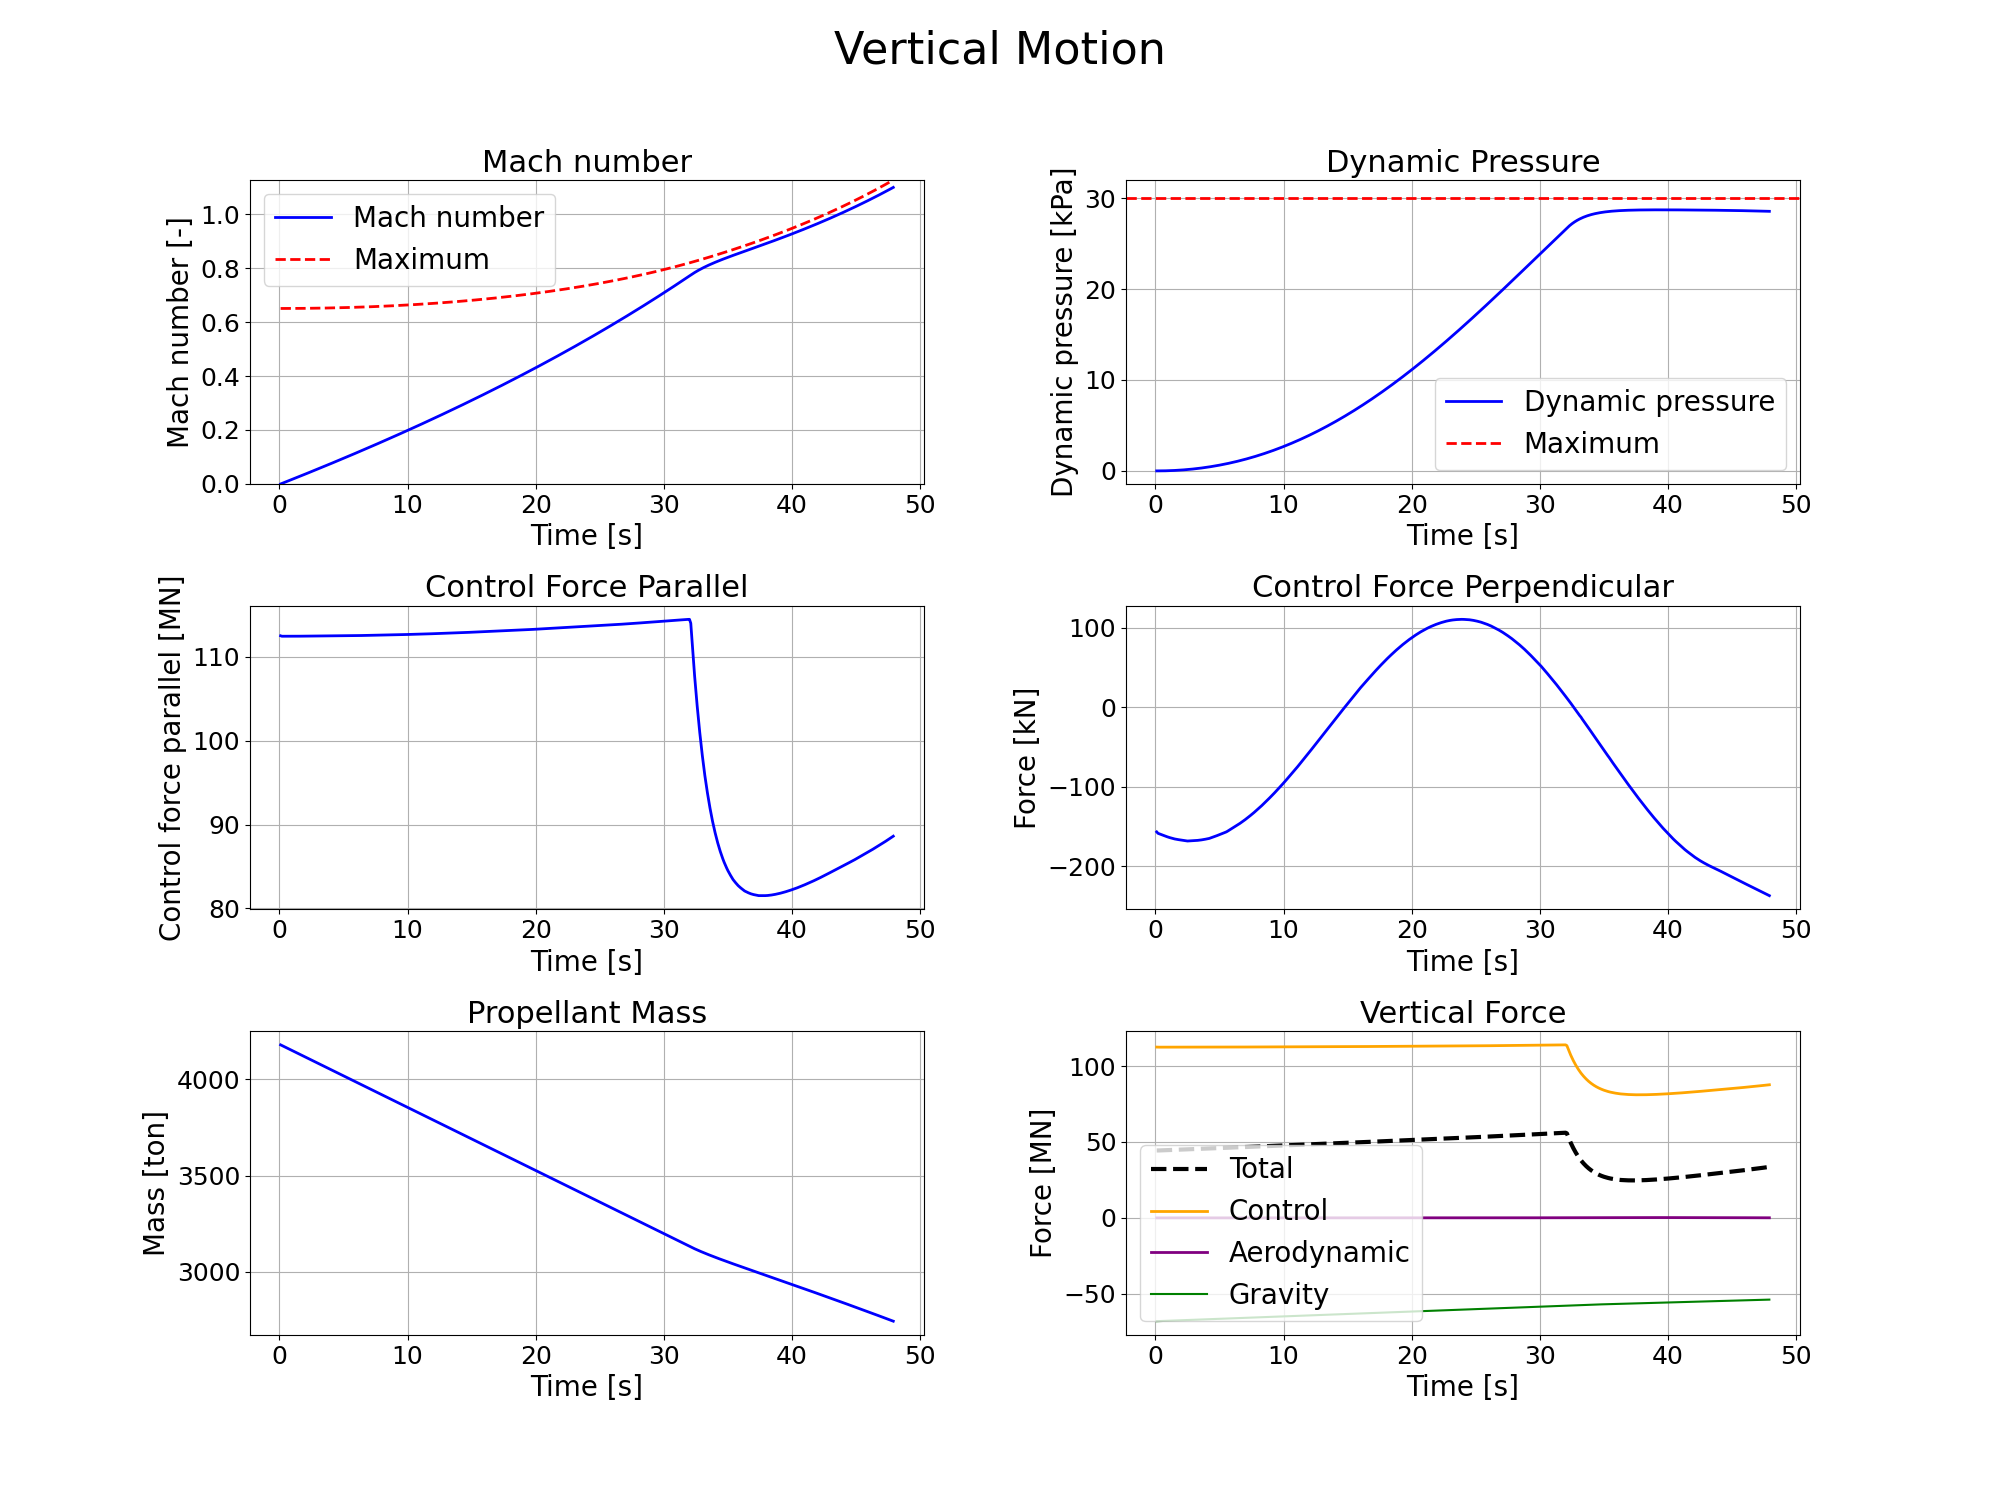 Vertical Motion
Mach number
Mach number [-]
1.0
0.8
0.6
0.4
0.2
0.0
Mach number
Maximum
0 10 20 30 40 50
Time [s]
Dynamic Pressure
Dynamic pressure [kPa]
30
20
10
0
Dynamic pressure
Maximum
0 10 20 30 40 50
Time [s]
Control Force Parallel
Control force parallel [MN]
110
100
90
80
0 10 20 30 40 50
Time [s]
Control Force Perpendicular
Force [kN]
100
0
−100
−200
0 10 20 30 40 50
Time [s]
Propellant Mass
Mass [ton]
4000
3500
3000
0 10 20 30 40 50
Time [s]
Vertical Force
Force [MN]
100
50
0
−50
Total
Control
Aerodynamic
Gravity
0 10 20 30 40 50
Time [s]